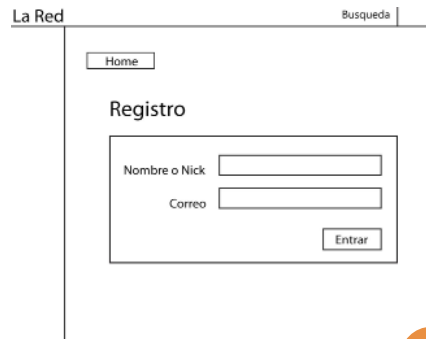 La Red
Busqueda
Home
Registro
Nombre o Nick
Correo
Entrar